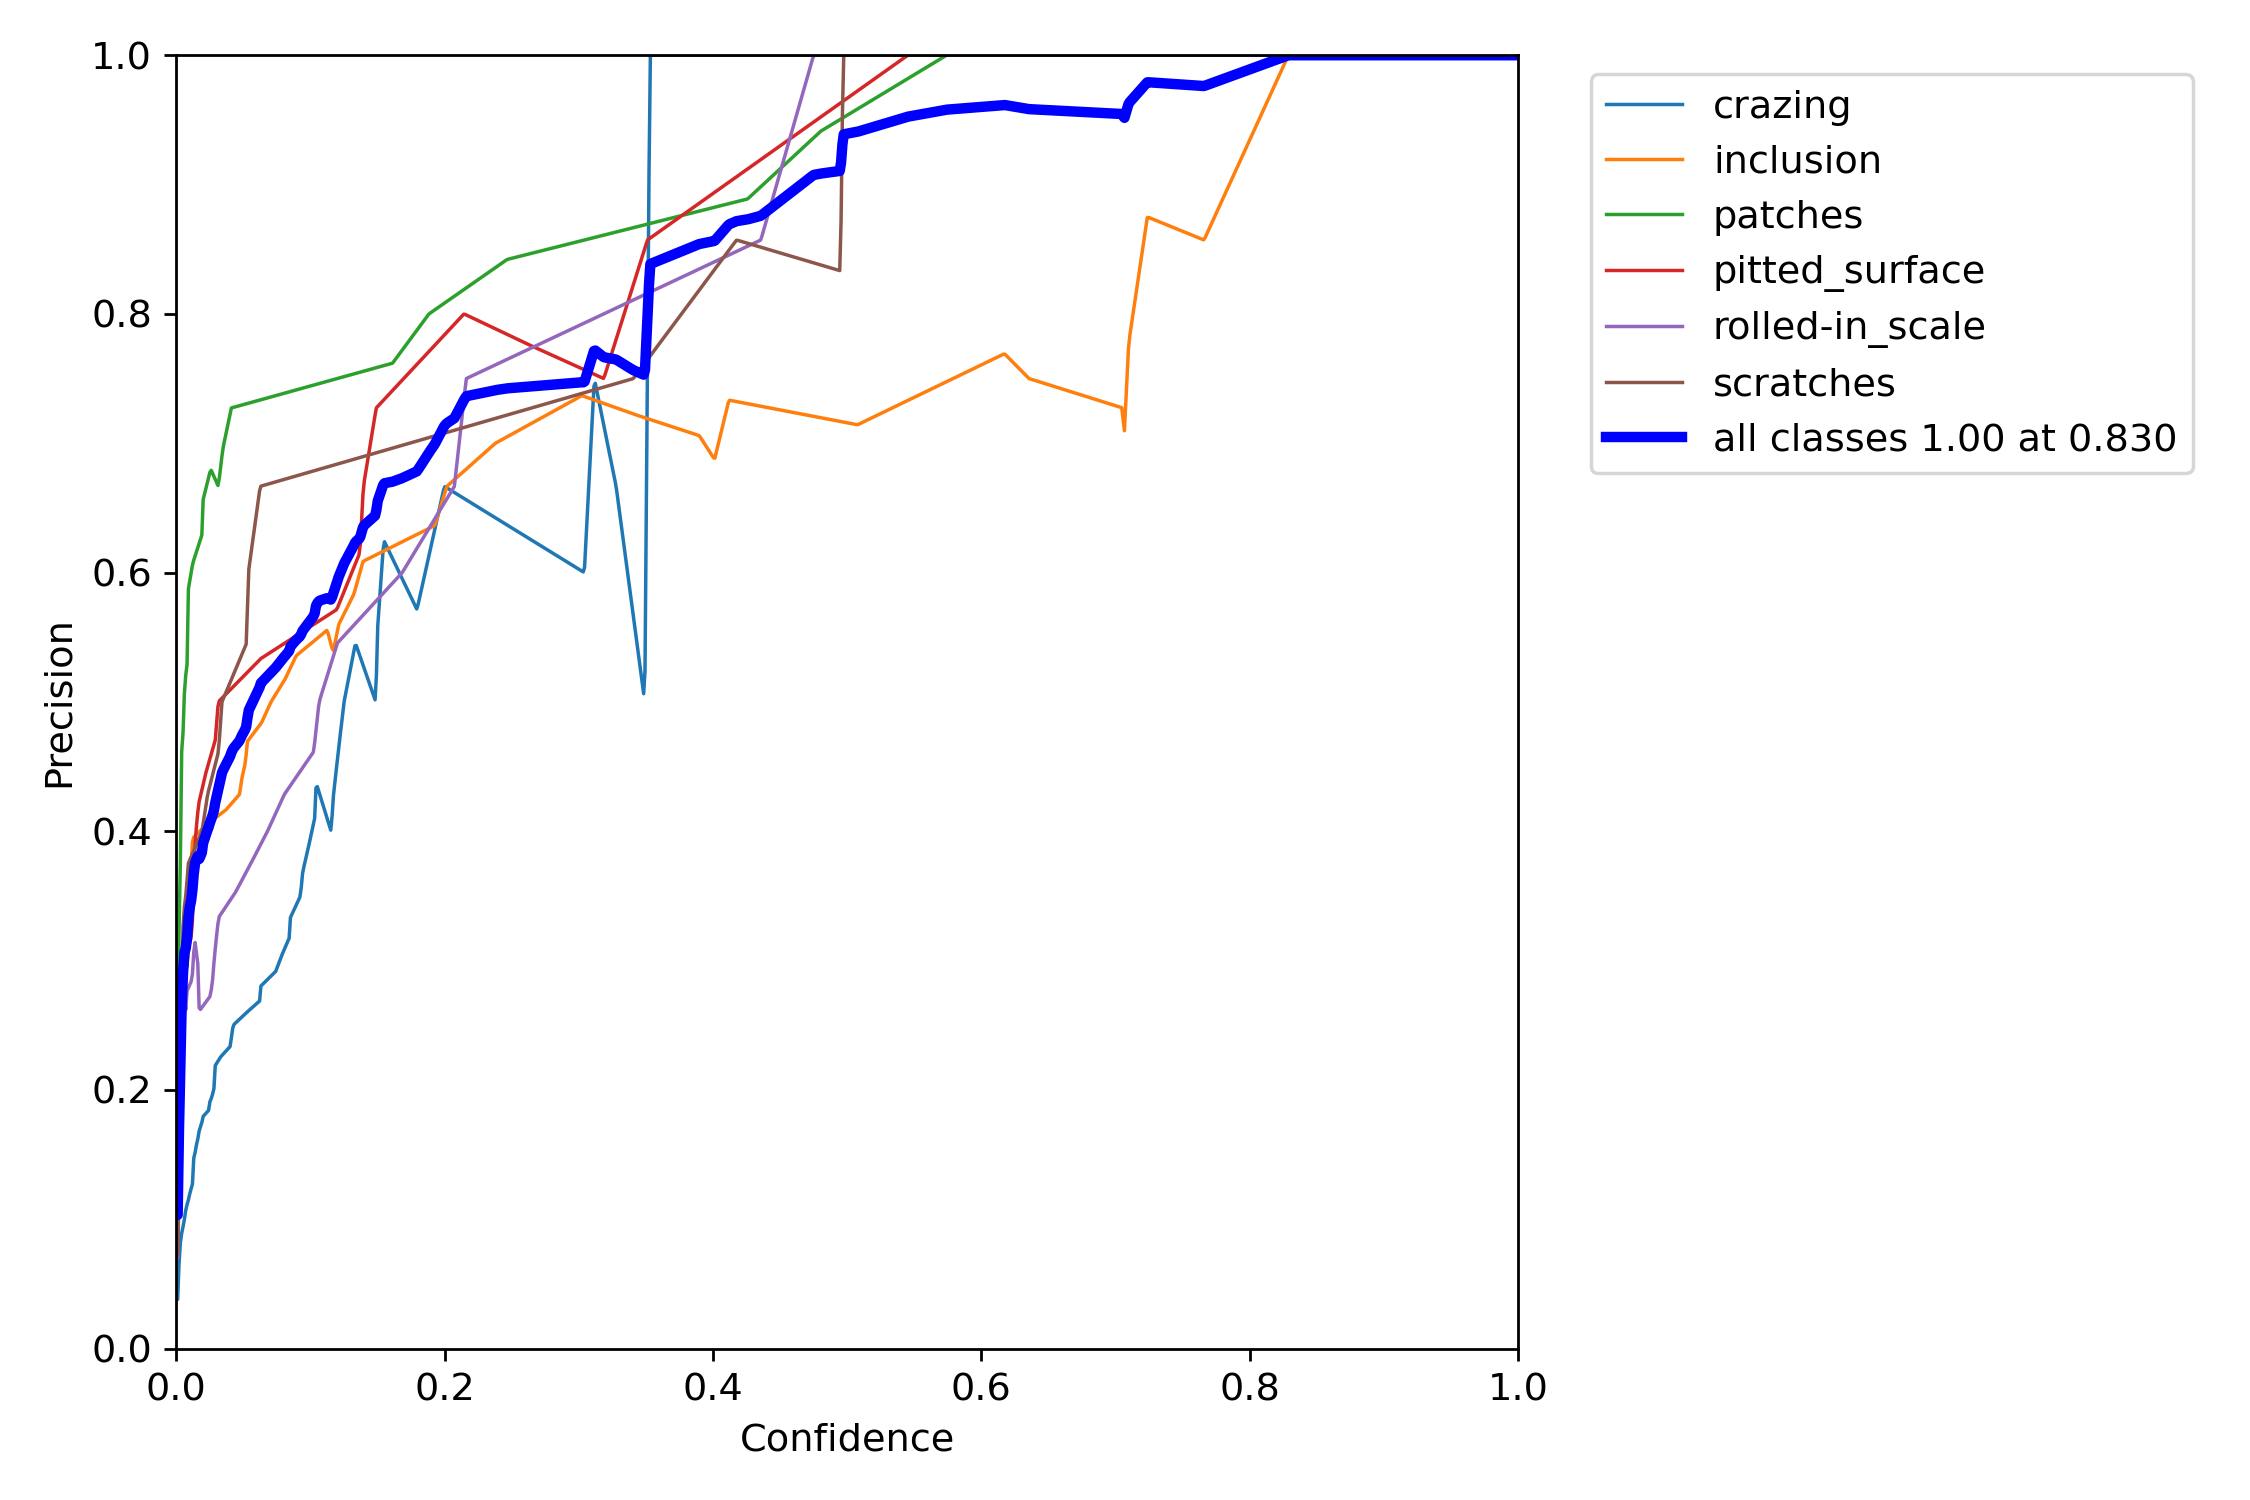 1.0
0.8
0.6
0.4
0.2
0.0
Precision
0.0 0.2 0.4 0.6 0.8 1.0
Confidence
crazing
inclusion
patches
pitted_surface
rolled-in_scale
scratches
all classes 1.00 at 0.830